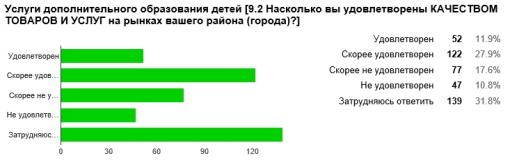 Услуги дополнительного образования детей [9.2 Насколько вы удовлетворены КАЧЕСТВОМ
ТОВАРОВ И УСЛУГ на рынках вашего района (города)?]
Удовлетворен
Скорее удов...
Скорее не у...
Не удовлетв...
Затрудняюс...
0 30 60 90 120
Удовлетворен 52 11.9%
Скорее удовлетворен 122 27.9%
Скорее не удовлетворен 77 17.6%
Не удовлетворен 47 10.8%
Затрудняюсь ответить 139 31.8%